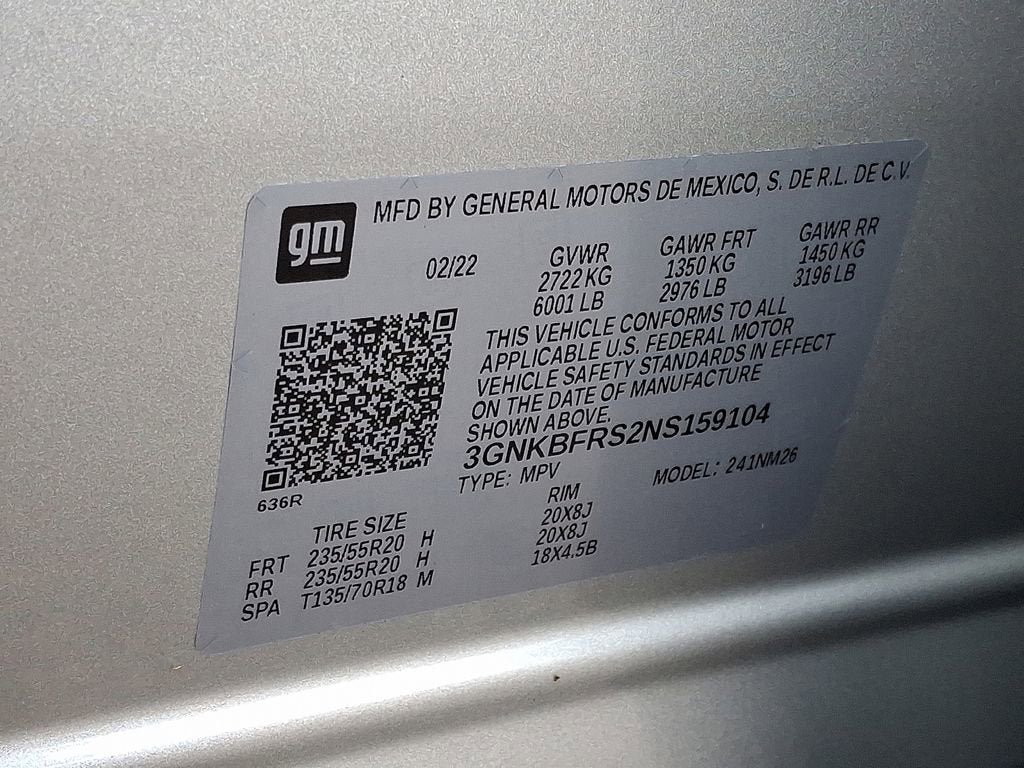 gm
MFD BY GENERAL MOTORS DE MEXICO, S. DE R.L. DE C.V.
02/22
GVWR
2722 KG
6001 LB
GAWR FRT
1350 KG
2976 LB
GAWR RR
1450 KG
3196 LB
THIS VEHICLE CONFORMS TO ALL
APPLICABLE U.S. FEDERAL MOTOR
VEHICLE SAFETY STANDARDS IN EFFECT
ON THE DATE OF MANUFACTURE
SHOWN ABOVE.
3GNKBFRS2NS159104
TYPE: MPV MODEL: 241NM26
636R
TIRE SIZE RIM
FRT 235/55R20 H 20X8J
RR 235/55R20 H 20X8J
SPA T135/70R18 M 18X4.5B